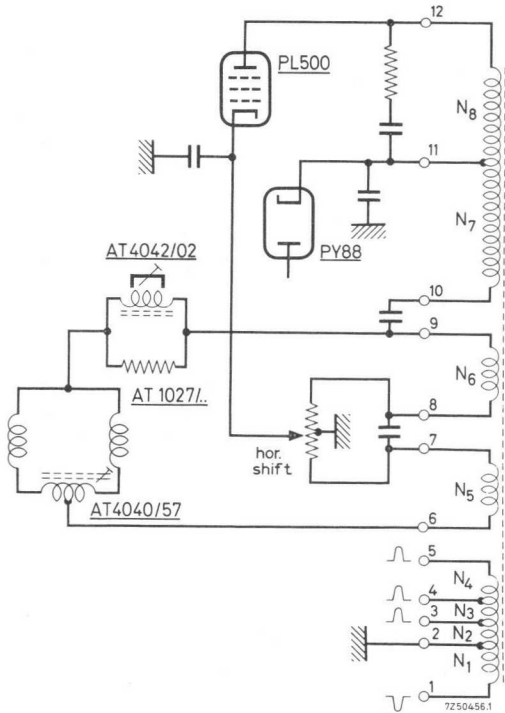 12
PL500
N8
11
N7
PY88
AT4042/02
10
9
AT 1027/..
N6
8
hor.
shift
7
N5
AT4040/57
6
5
N4
4
N3
3
N2
2
N1
1
7Z50456.1